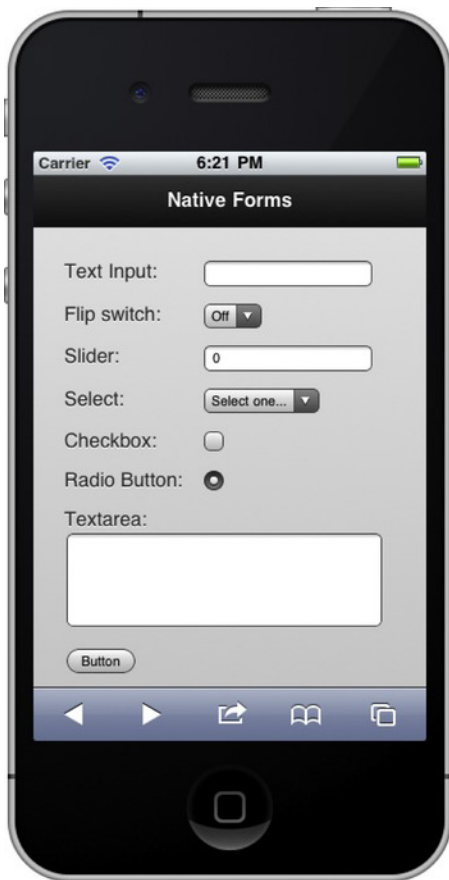 Carrier 6:21 PM
Native Forms
Text Input:
Flip switch: Off
Slider: 0
Select: Select one...
Checkbox:
Radio Button:
Textarea:
Button